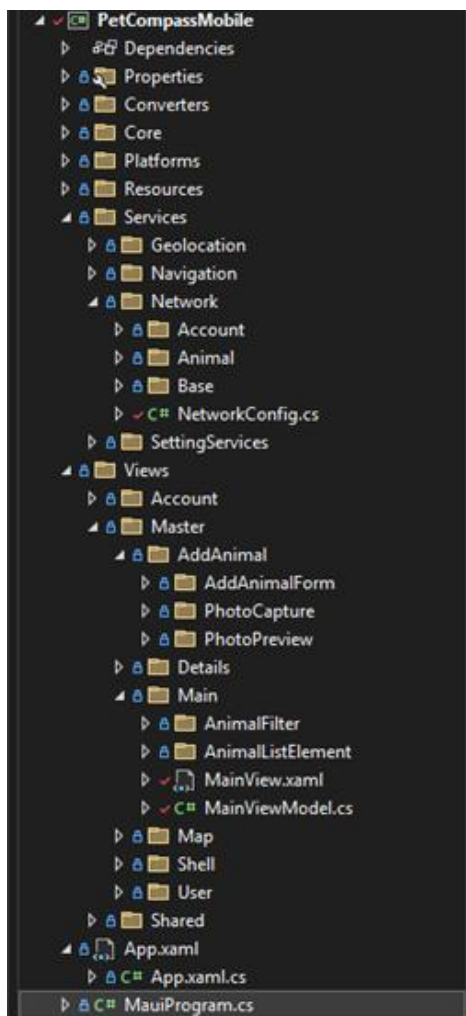 PetCompassMobile
Dependencies
Properties
Converters
Core
Platforms
Resources
Services
Geolocation
Navigation
Network
Account
Animal
Base
C# NetworkConfig.cs
SettingServices
Views
Account
Master
AddAnimal
AddAnimalForm
PhotoCapture
PhotoPreview
Details
Main
AnimalFilter
AnimalListElement
MainView.xaml
C# MainViewModel.cs
Map
Shell
User
Shared
App.xaml
C# App.xaml.cs
C# MauiProgram.cs